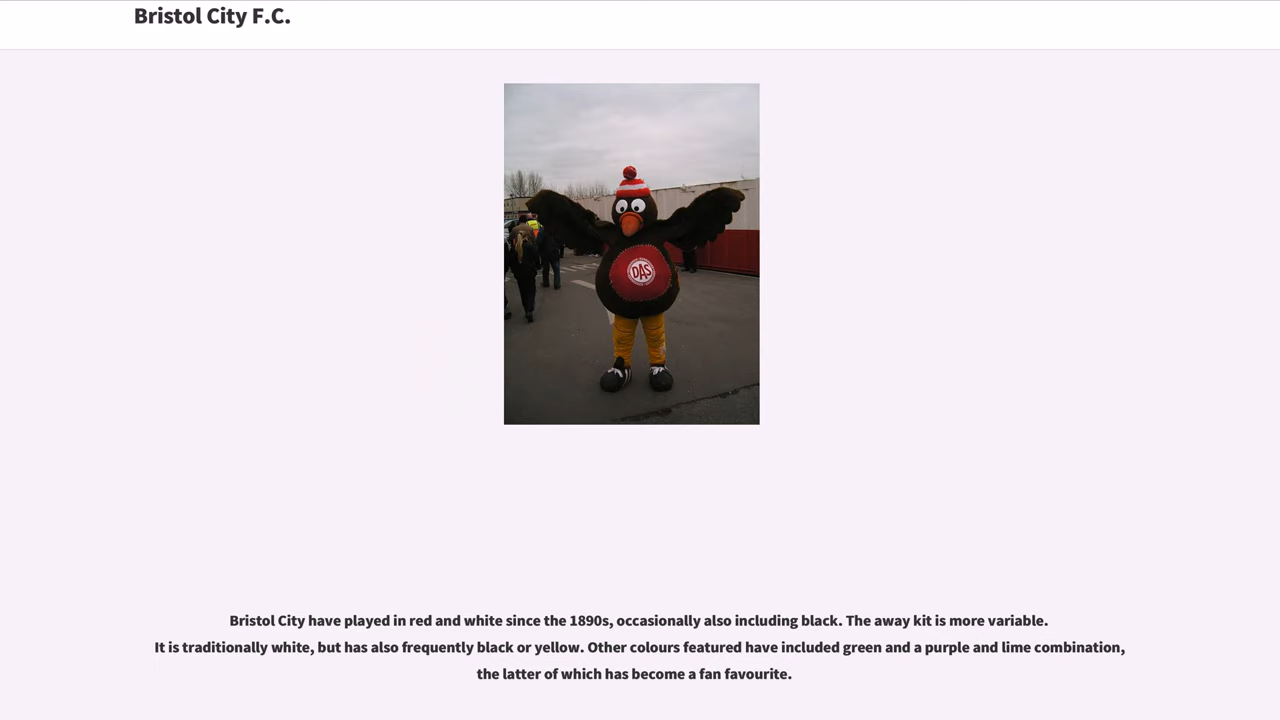 Bristol City F.C.
DAS
Bristol City have played in red and white since the 1890s, occasionally also including black. The away kit is more variable.
It is traditionally white, but has also frequently black or yellow. Other colours featured have included green and a purple and lime combination,
the latter of which has become a fan favourite.